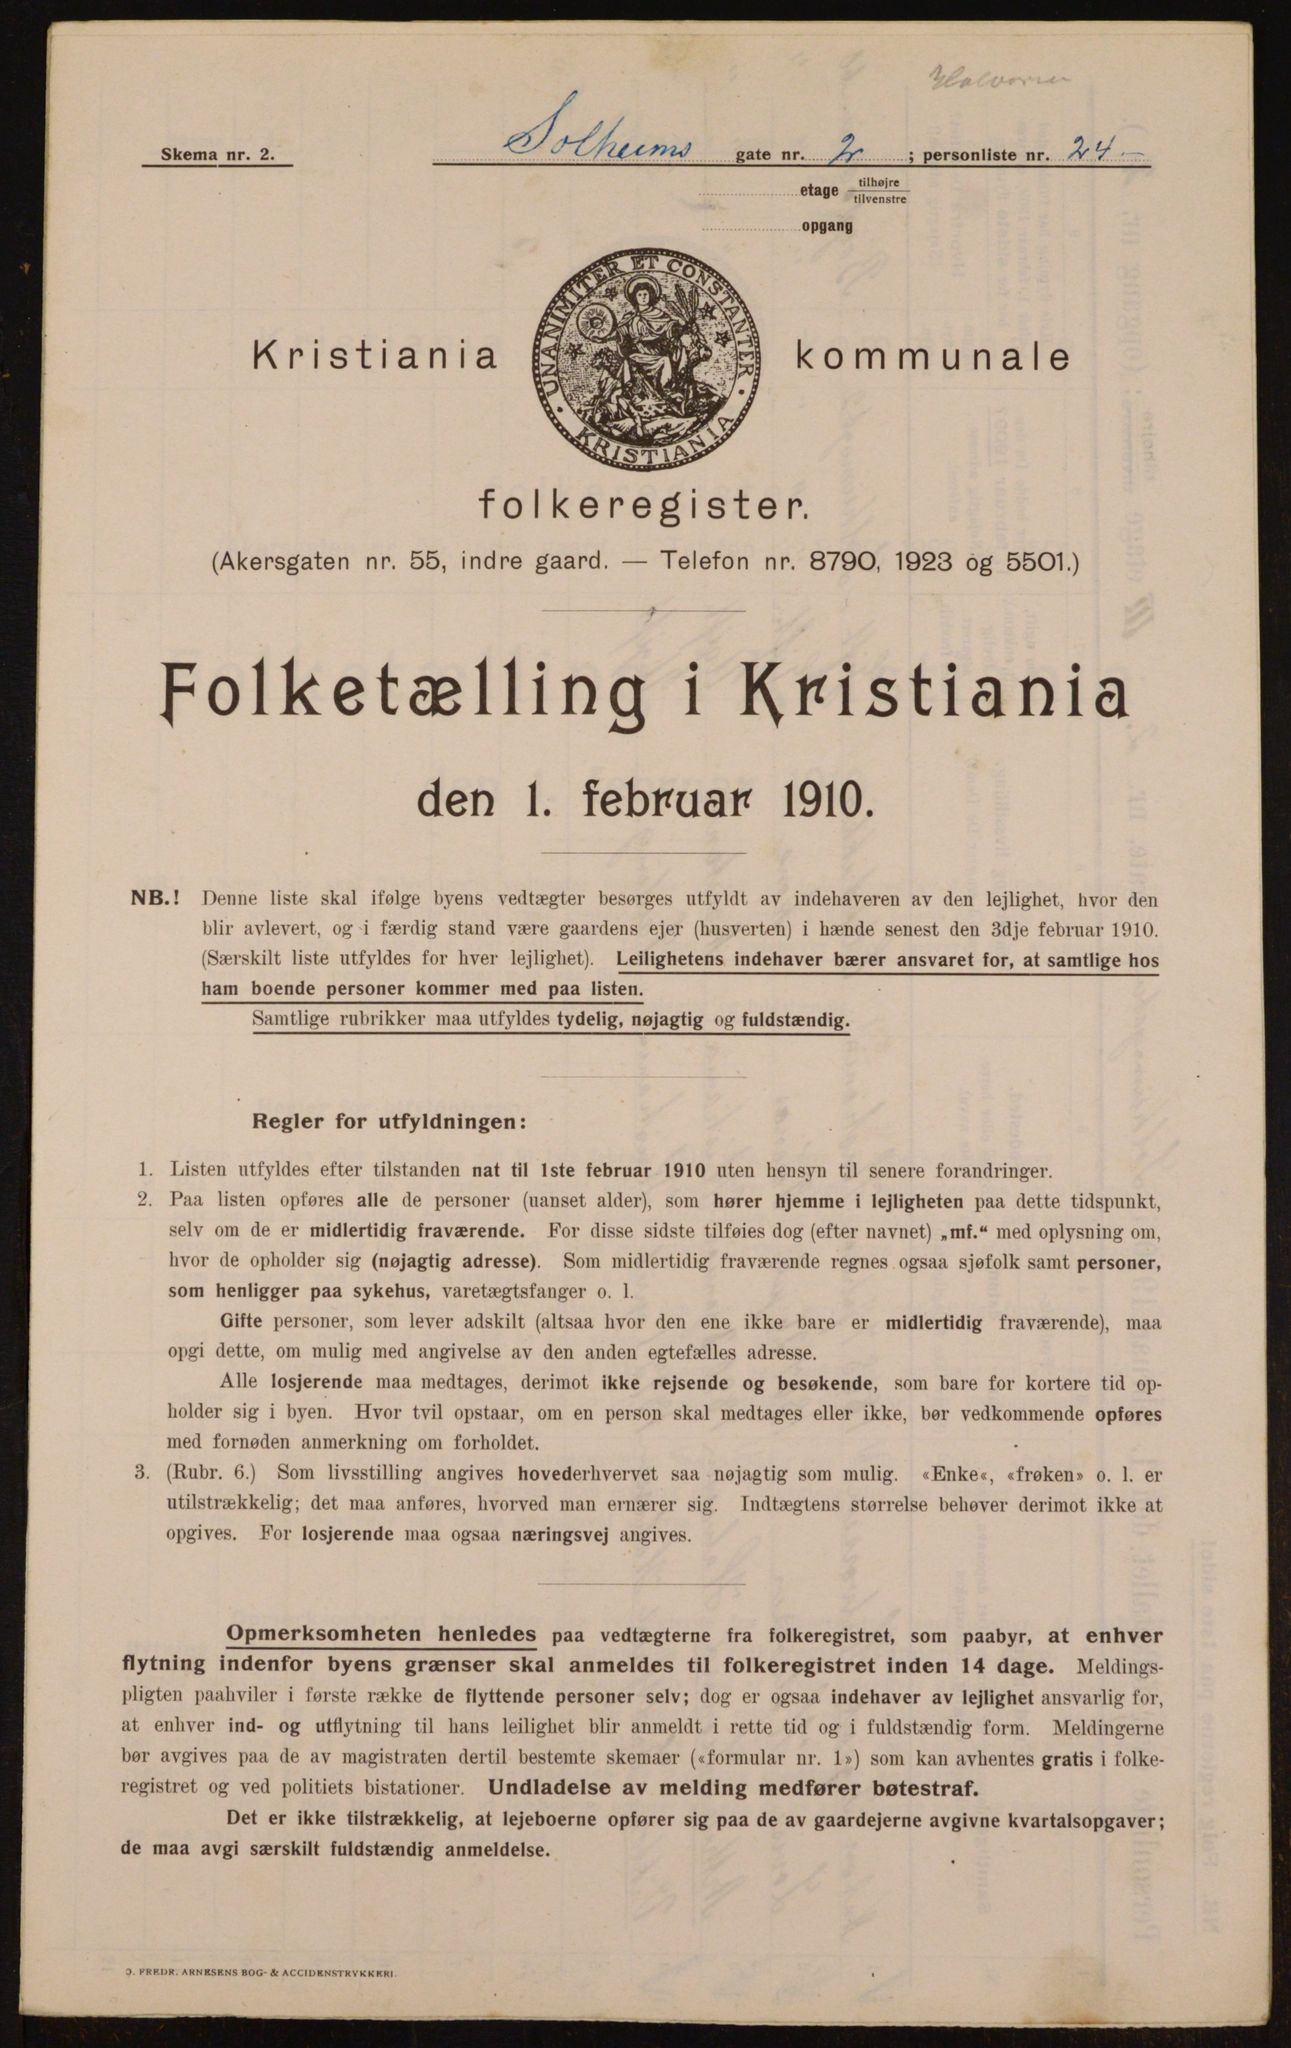 Halvorsen
Skema nr. 2.
Solheims gate nr. 2 ; personliste nr. 24 –
etage tilhøjre
tilvenstre
opgang
UNANIMITER ET CONSTANTER
KRISTIANIA
Kristiania kommunale
folkeregister.
(Akersgaten nr. 55, indre gaard. — Telefon nr. 8790, 1923 og 5501.)
Folketælling i Kristiania
den 1. februar 1910.
NB.! Denne liste skal ifølge byens vedtægter besørges utfyldt av indehaveren av den lejlighet, hvor den
blir avlevert, og i færdig stand være gaardens ejer (husverten) i hænde senest den 3dje februar 1910.
(Særskilt liste utfyldes for hver lejlighet). Leilighetens indehaver bærer ansvaret for, at samtlige hos
ham boende personer kommer med paa listen.
Samtlige rubrikker maa utfyldes tydelig, nøjagtig og fuldstændig.
Regler for utfyldningen:
1. Listen utfyldes efter tilstanden nat til 1ste februar 1910 uten hensyn til senere forandringer.
2. Paa listen opføres alle de personer (uanset alder), som hører hjemme i lejligheten paa dette tidspunkt,
selv om de er midlertidig fraværende. For disse sidste tilføies dog (efter navnet) „mf.“ med oplysning om,
hvor de opholder sig (nøjagtig adresse). Som midlertidig fraværende regnes ogsaa sjøfolk samt personer,
som henligger paa sykehus, varetægtsfanger o. l.
Gifte personer, som lever adskilt (altsaa hvor den ene ikke bare er midlertidig fraværende), maa
opgi dette, om mulig med angivelse av den anden egtefælles adresse.
Alle losjerende maa medtages, derimot ikke rejsende og besøkende, som bare for kortere tid op-
holder sig i byen. Hvor tvil opstaar, om en person skal medtages eller ikke, bør vedkommende opføres
med fornøden anmerkning om forholdet.
3. (Rubr. 6.) Som livsstilling angives hovederhvervet saa nøjagtig som mulig. «Enke«, «frøken» o. l. er
utilstrækkelig; det maa anføres, hvorved man ernærer sig. Indtægtens størrelse behøver derimot ikke at
opgives. For losjerende maa ogsaa næringsvej angives.
Opmerksomheten henledes paa vedtægterne fra folkeregistret, som paabyr, at enhver
flytning indenfor byens grænser skal anmeldes til folkeregistret inden 14 dage. Meldings-
pligten paahviler i første række de flyttende personer selv; dog er ogsaa indehaver av lejlighet ansvarlig for,
at enhver ind- og utflytning til hans leilighet blir anmeldt i rette tid og i fuldstændig form. Meldingerne
bør avgives paa de av magistraten dertil bestemte skemaer («formular nr. 1») som kan avhentes gratis i folke-
registret og ved politiets bistationer. Undladelse av melding medfører bøtestraf.
Det er ikke tilstrækkelig, at lejeboerne opfører sig paa de av gaardejerne avgivne kvartalsopgaver;
de maa avgi særskilt fuldstændig anmeldelse.
O. FREDR. ARNESENS BOG- & ACCIDENSTRYKKERI.